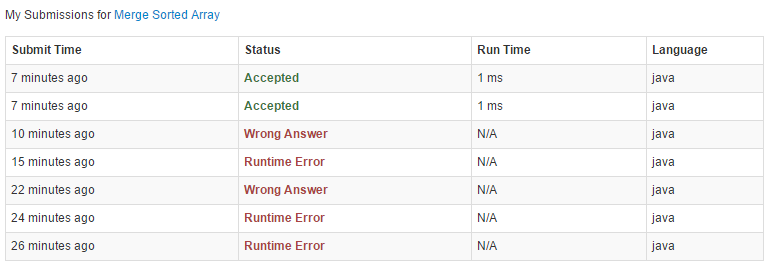 My Submissions for Merge Sorted Array
Submit Time Status Run Time Language
7 minutes ago Accepted 1 ms java
7 minutes ago Accepted 1 ms java
10 minutes ago Wrong Answer N/A java
15 minutes ago Runtime Error N/A java
22 minutes ago Wrong Answer N/A java
24 minutes ago Runtime Error N/A java
26 minutes ago Runtime Error N/A java